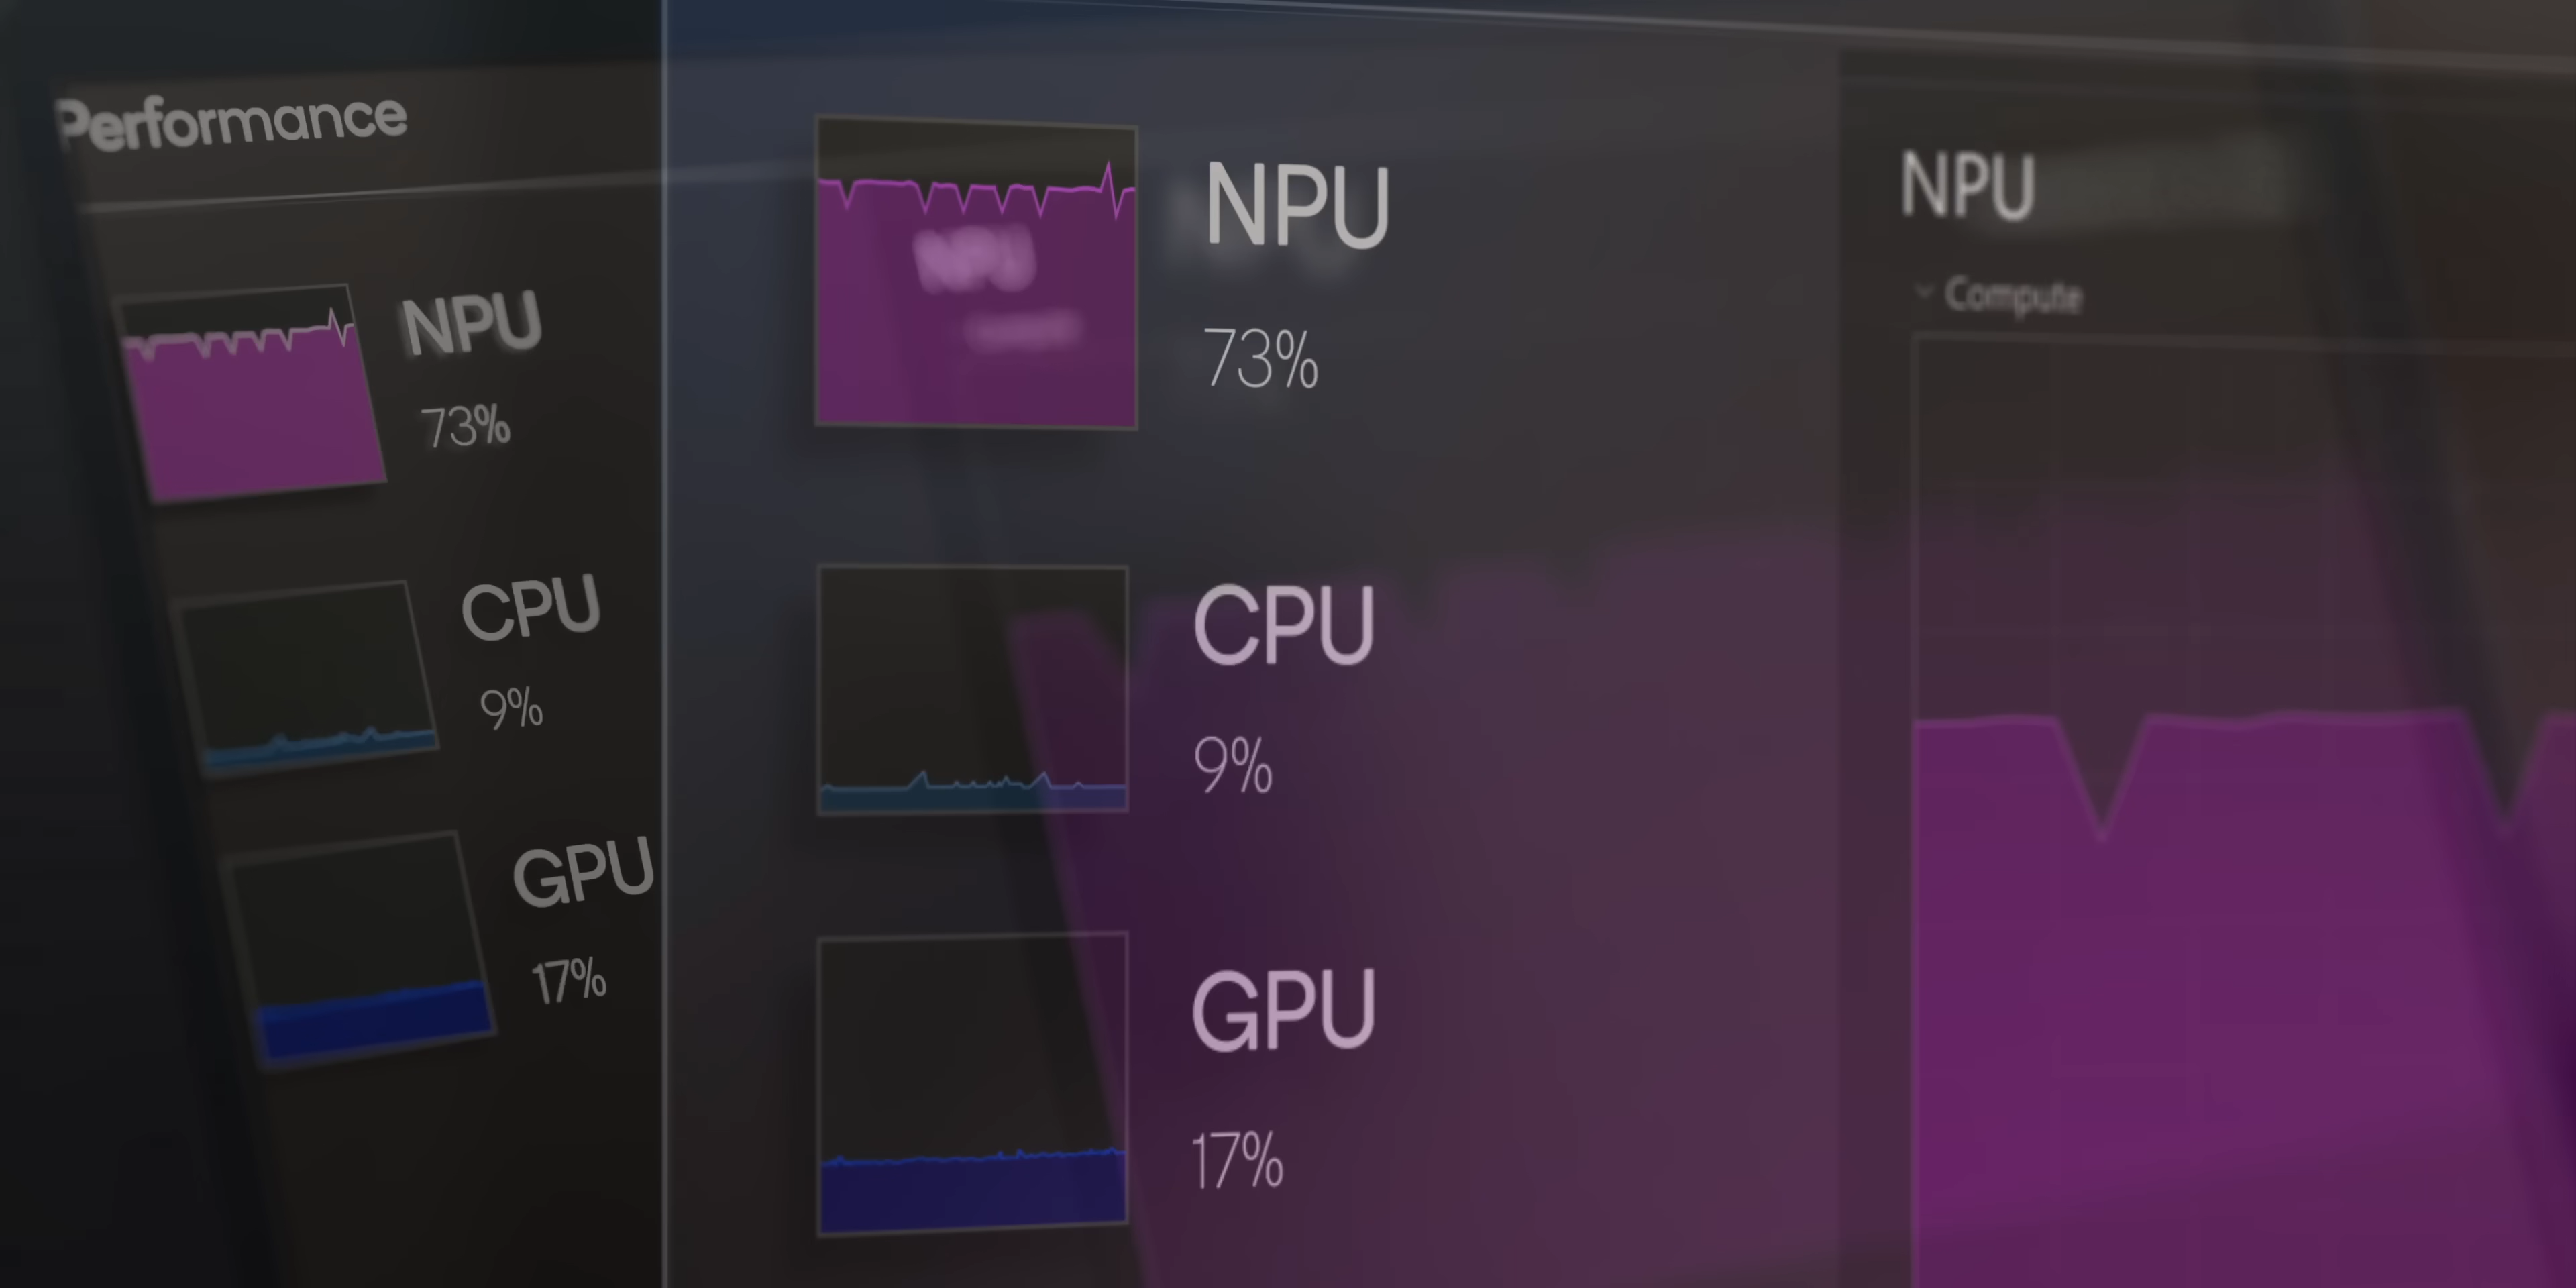 Performance
NPU
73%
CPU
9%
GPU
17%
NPU
73%
CPU
9%
GPU
17%
NPU
Compute